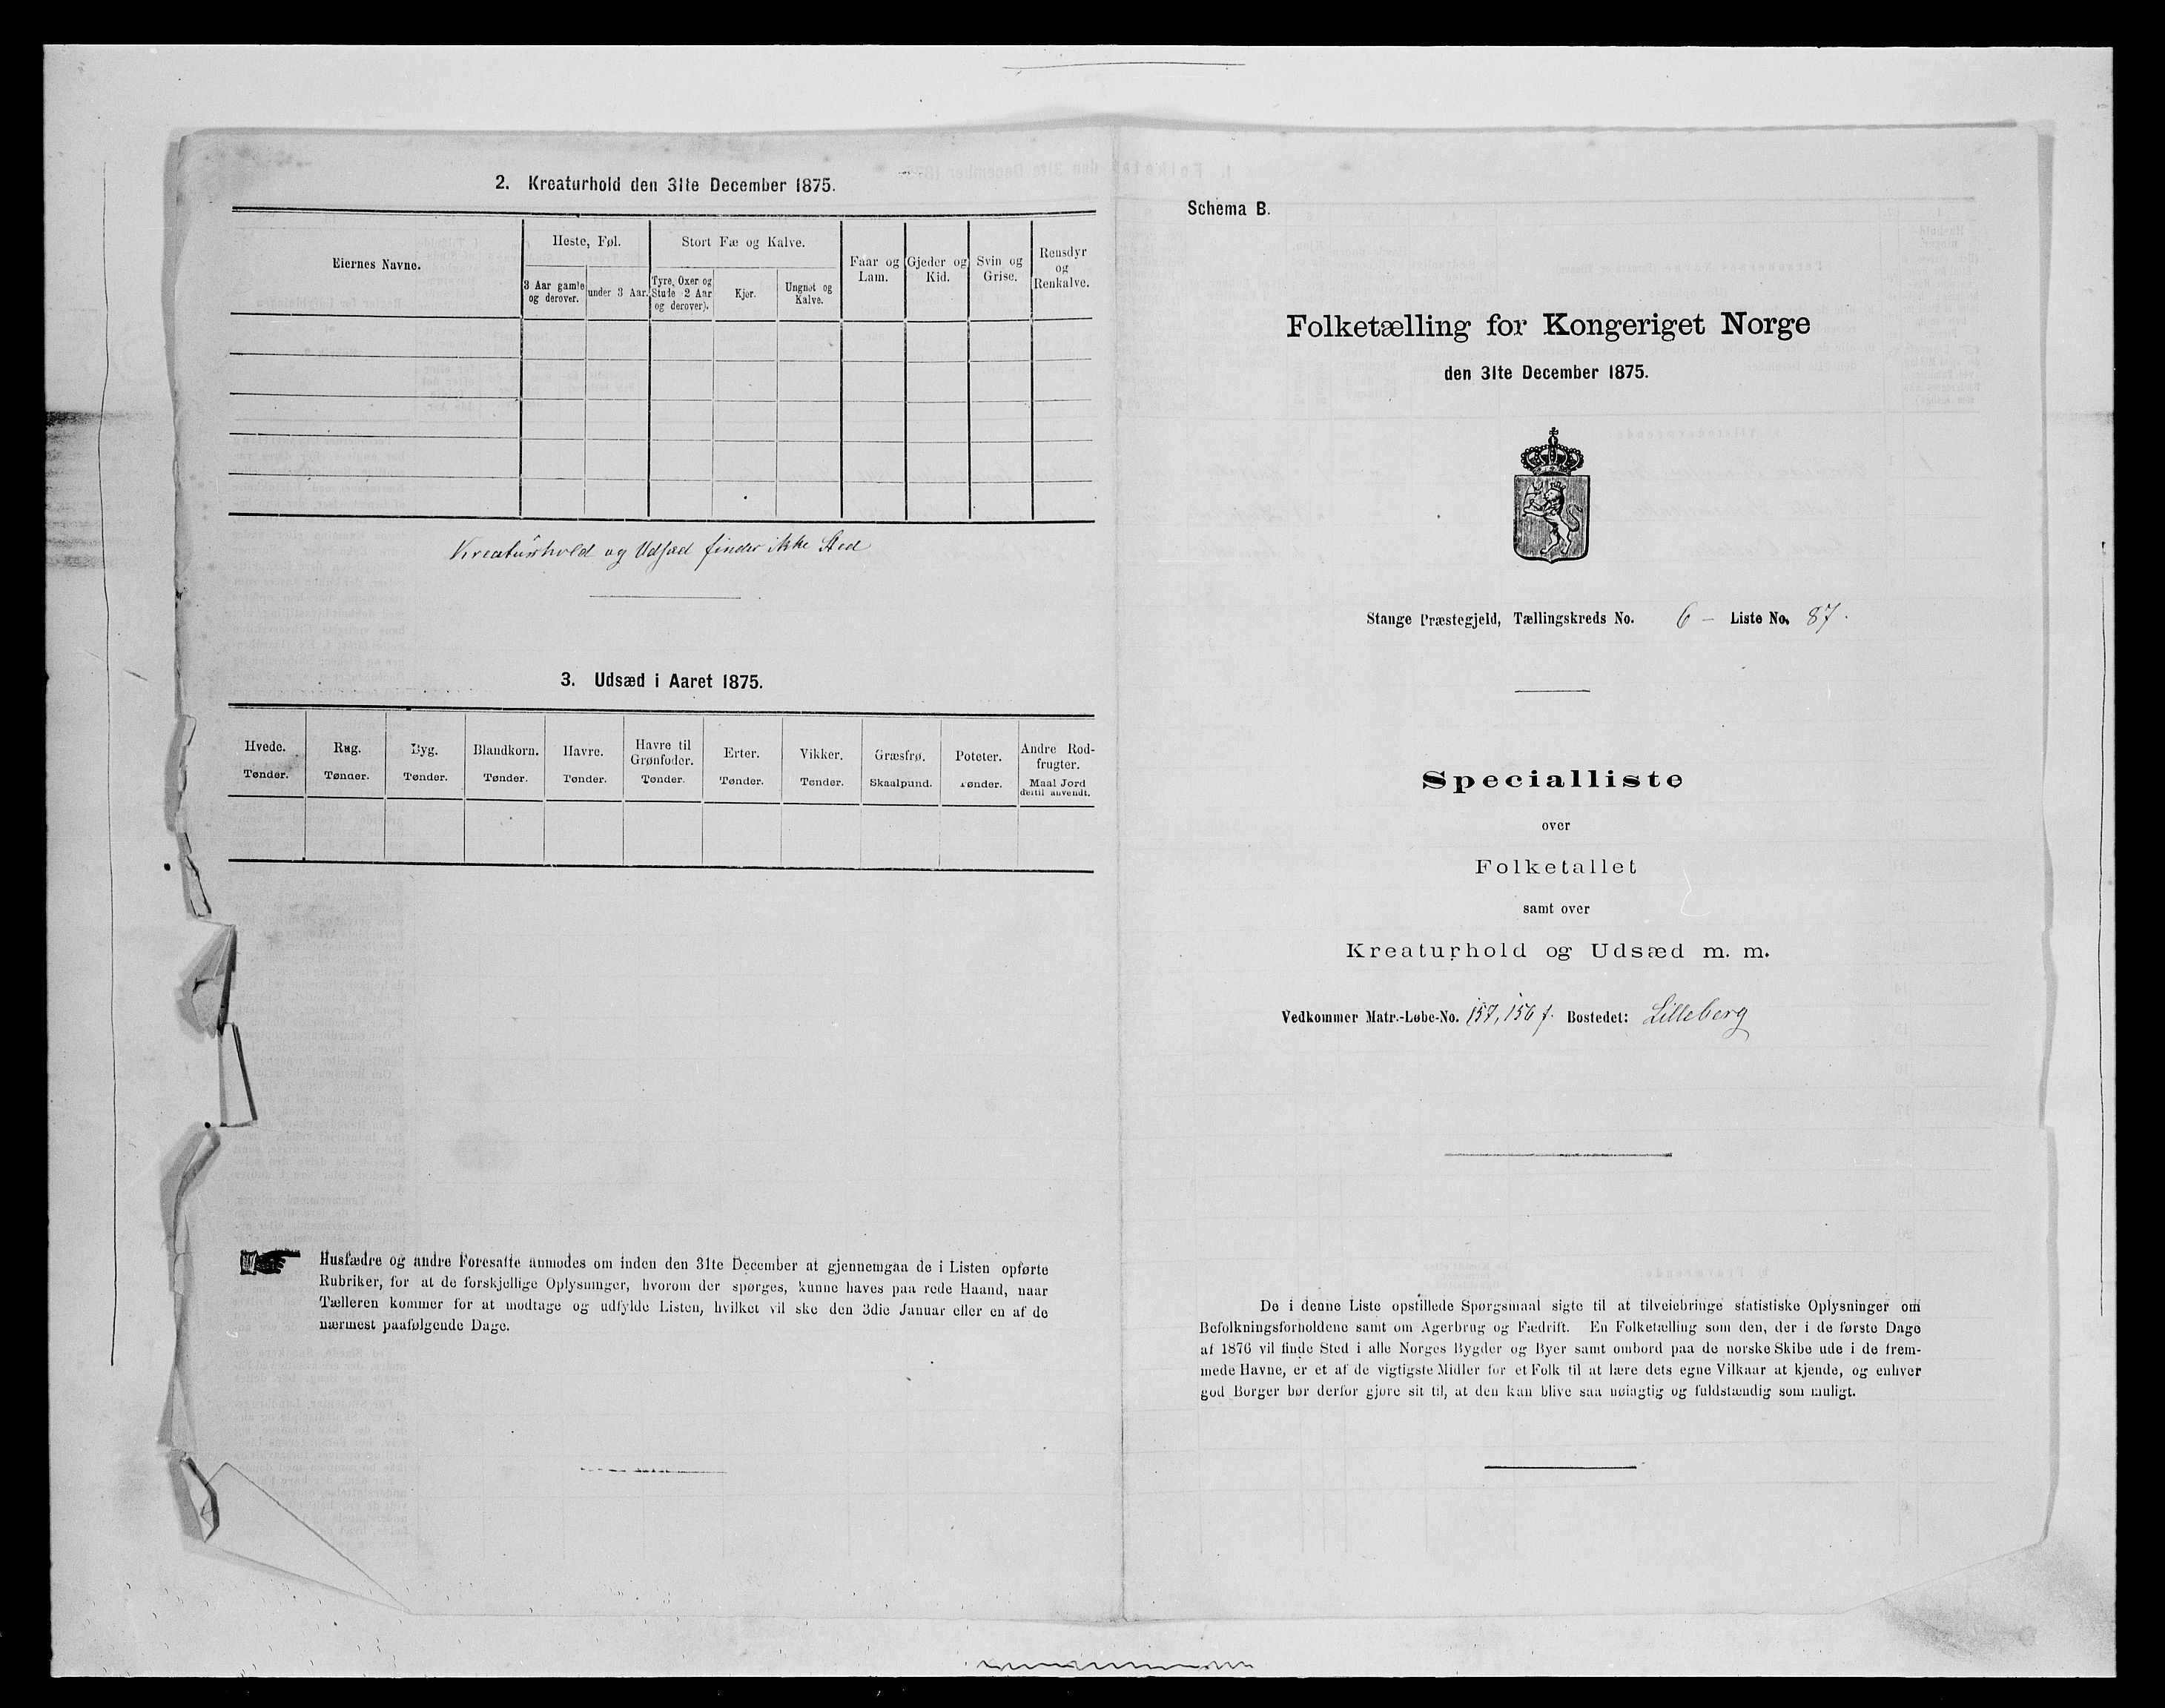 2. Kreaturhold den 31te December 1875.
Eiernes Navne.
Heste, Føl.
Stort Fæ og Kalve.
Faar og Lam.
Gjeder og Kid.
Svin og Grise.
Rensdyr og Renkalve.
3 Aar gamle og derover.
under 3 Aar.
Tyre, Oxer og Stude 2 Aar og derover).
Kjør.
Ungnøt og Kalve.
Kreaturhold og Udsæd finder ikke Sted
3. Udsæd i Aaret 1875.
Hvede. Tønder.
Rug. Tønder.
Byg. Tønder.
Blandkorn. Tønder.
Havre. Tønder.
Havre til Grønfoder. Tønder.
Erter. Tønder.
Vikker. Tønder.
Græsfrø. Skaalpund.
Poteter. Tønder.
Andre Rodfrugter. Maal Jord dertil anvendt.
Husfædre og andre Foresatte anmodes om inden den 31te December at gjennemgaa de i Listen opførte
Rubriker, for at de forskjellige Oplysninger, hvorom der spørges, kunne haves paa rede Haand, naar
Tælleren kommer for at modtage og udfylde Listen, hvilket vil ske den 3die Januar eller en af de
nærmest paafølgende Dage.
Schema B.
Folketælling for Kongeriget Norge
den 31te December 1875.
Stange Præstegjeld, Tællingskreds No. 6 – Liste No. 87.
Specialliste
over
Folketallet
samt over
Kreaturhold og Udsæd m. m.
Vedkommer Matr.-Løbe-No. 157, 156 f. Bostedet: Lilleberg
De i denne Liste opstillede Spørgsmaal sigte til at tilveiebringe statistiske Oplysninger om
Befolkningsforholdene samt om Agerbrug og Fædrift. En Folketælling som den, der i de første Dage
af 1876 vil finde Sted i alle Norges Bygder og Byer samt ombord paa de norske Skibe ude i de frem-
mede Havne, er et af de vigtigste Midler for et Folk til at lære dets egne Vilkaar at kjende, og enhver
god Borger bør derfor gjøre sit til, at den kan blive saa nøiagtig og fuldstændig som muligt.